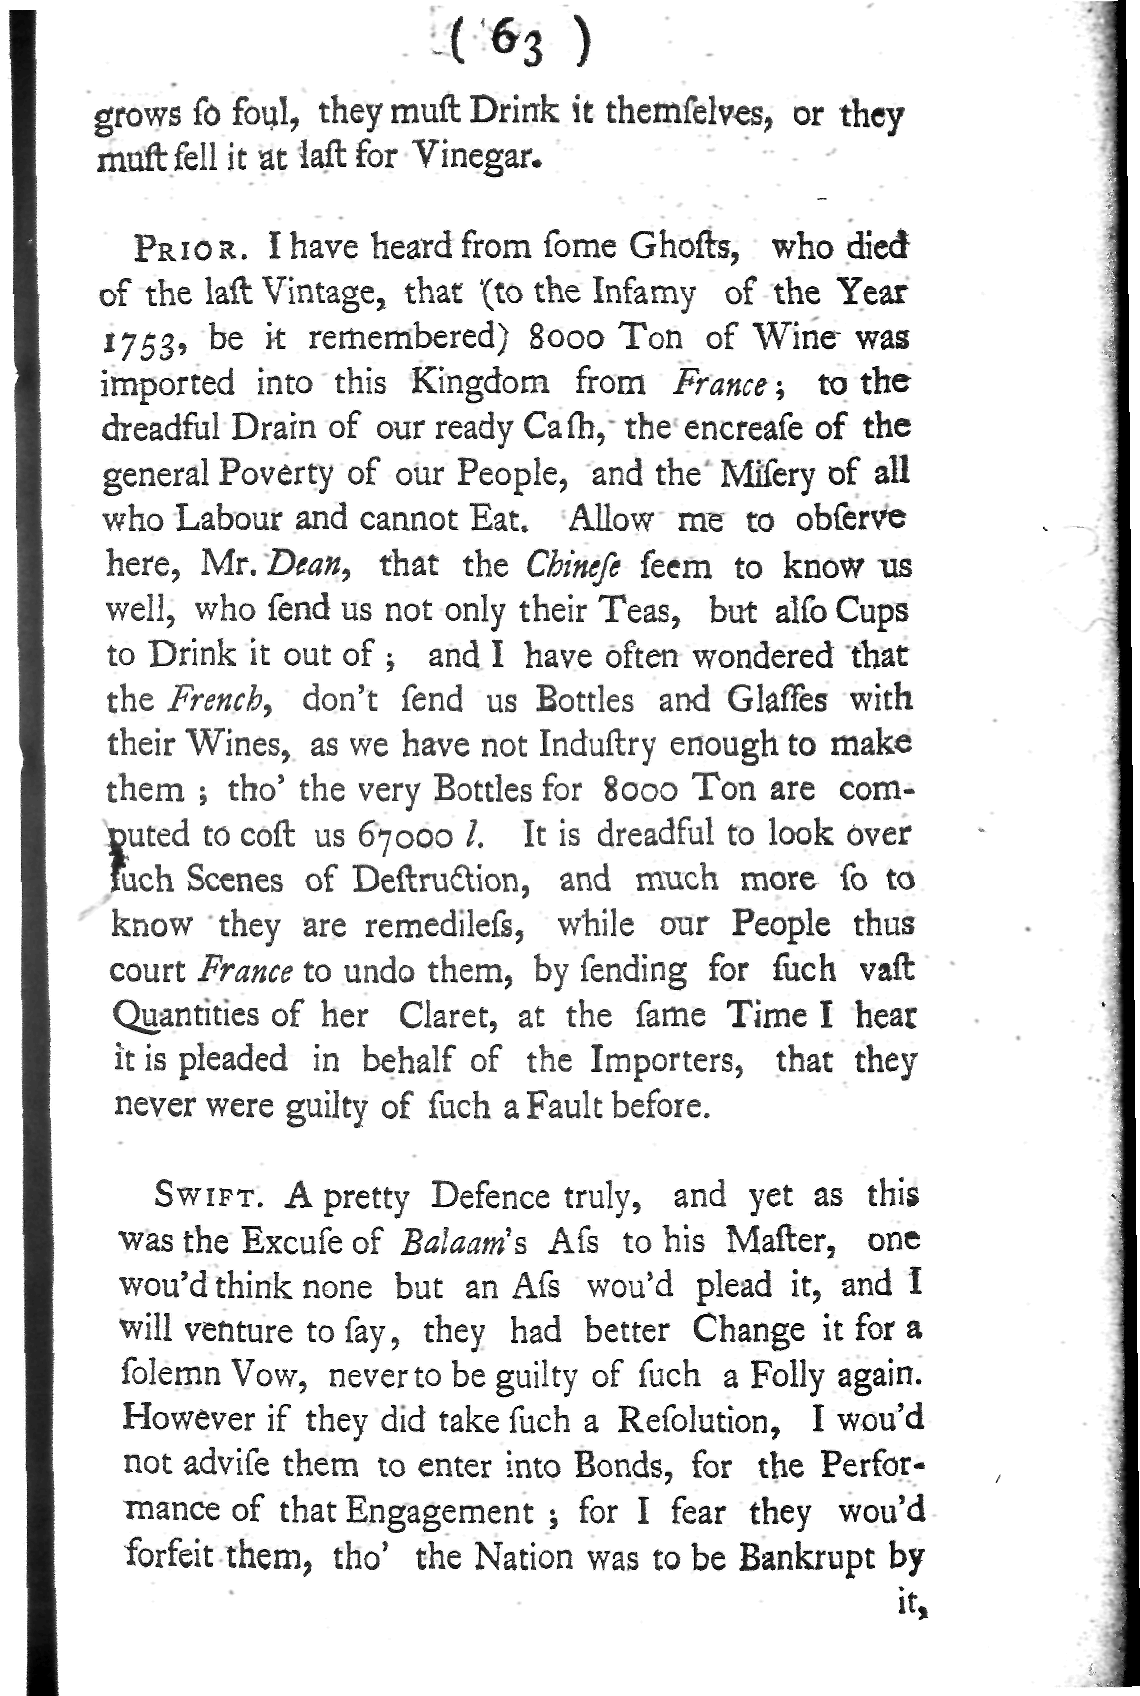 ( 63 )
grows ſo foul, they muſt Drink it themſelves, or they
muſt ſell it at laſt for Vinegar.
PRIOR. I have heard from ſome Ghoſts, who died
of the laſt Vintage, that (to the Infamy of the Year
1753, be it remembered) 8000 Ton of Wine was
imported into this Kingdom from France; to the
dreadful Drain of our ready Caſh, the encreaſe of the
general Poverty of our People, and the Miſery of all
who Labour and cannot Eat. Allow me to obſerve
here, Mr. Dean, that the Chineſe ſeem to know us
well, who ſend us not only their Teas, but alſo Cups
to Drink it out of; and I have often wondered that
the French, don't ſend us Bottles and Glaſſes with
their Wines, as we have not Induſtry enough to make
them; tho' the very Bottles for 8000 Ton are com-
puted to coſt us 67000 l. It is dreadful to look over
ſuch Scenes of Deſtruction, and much more ſo to
know they are remedileſs, while our People thus
court France to undo them, by ſending for ſuch vaſt
Quantities of her Claret, at the ſame Time I hear
it is pleaded in behalf of the Importers, that they
never were guilty of ſuch a Fault before.
SWIFT. A pretty Defence truly, and yet as this
was the Excuſe of Balaam's Aſs to his Maſter, one
wou'd think none but an Aſs wou'd plead it, and I
will venture to ſay, they had better Change it for a
ſolemn Vow, never to be guilty of ſuch a Folly again.
However if they did take ſuch a Reſolution, I wou'd
not adviſe them to enter into Bonds, for the Perfor-
mance of that Engagement; for I fear they wou'd
forfeit them, tho' the Nation was to be Bankrupt by
it,